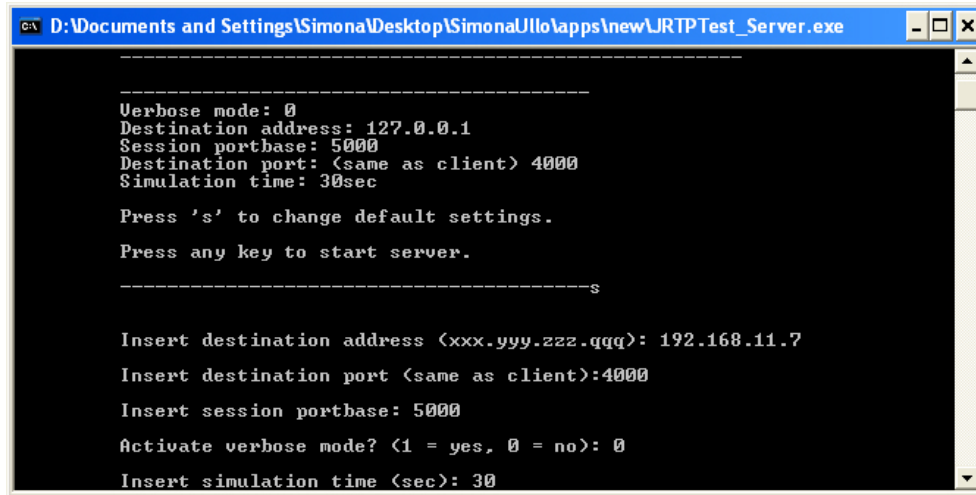 D:\Documents and Settings\Simona\Desktop\SimonaUllo\apps\new\JRTPTest_Server.exe
-----------------------------------------------------
----------------------------------------
Verbose mode: 0
Destination address: 127.0.0.1
Session portbase: 5000
Destination port: (same as client) 4000
Simulation time: 30sec
Press 's' to change default settings.
Press any key to start server.
----------------------------------------s
Insert destination address (xxx.yyy.zzz.qqq): 192.168.11.7
Insert destination port (same as client):4000
Insert session portbase: 5000
Activate verbose mode? (1 = yes, 0 = no): 0
Insert simulation time (sec): 30